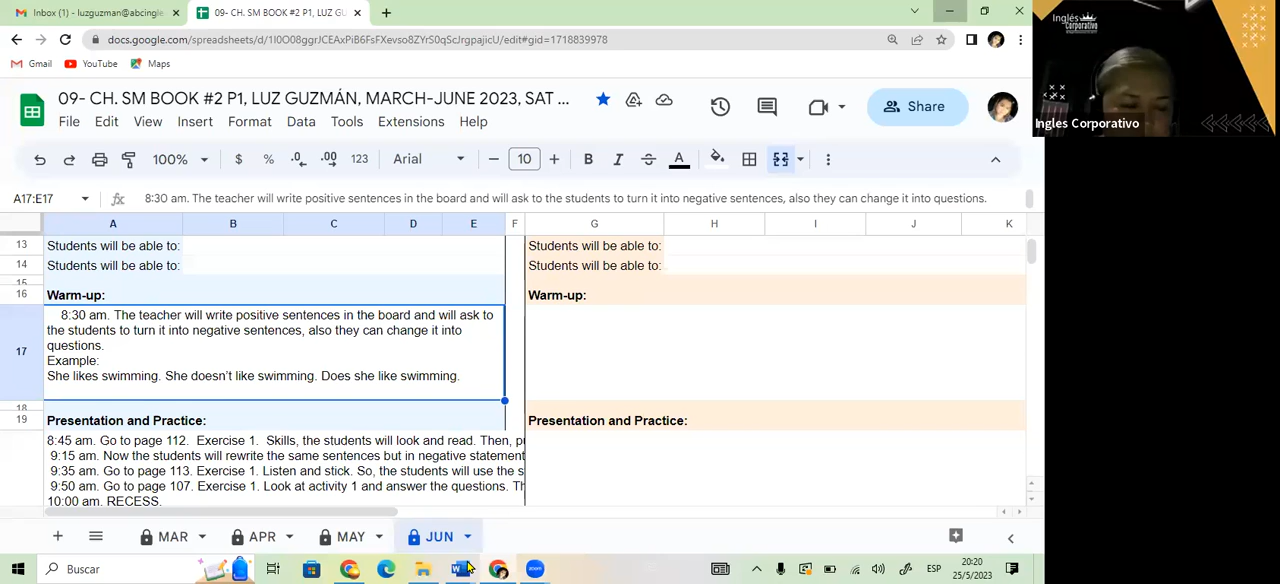 Inbox (1) - luzguzman@abcingle
09- CH. SM BOOK #2 P1, LUZ GUZ
docs.google.com/spreadsheets/d/1I0O08ggrJCEAxPiB6FsFXevso8ZYrS0qScJrgpajicU/edit#gid=1718839978
Gmail YouTube Maps
09- CH. SM BOOK #2 P1, LUZ GUZMÁN, MARCH-JUNE 2023, SAT ...
Share
File Edit View Insert Format Data Tools Extensions Help
100% $ % .0 .00 123 Arial 10 B I S A
A17:E17 fx 8:30 am. The teacher will write positive sentences in the board and will ask to the students to turn it into negative sentences, also they can change it into questions.
A B C D E F G H I J K
13 Students will be able to: Students will be able to:
14 Students will be able to: Students will be able to:
15
16 Warm-up: Warm-up:
8:30 am. The teacher will write positive sentences in the board and will ask to
the students to turn it into negative sentences, also they can change it into
17 questions.
Example:
She likes swimming. She doesn't like swimming. Does she like swimming.
18
19 Presentation and Practice: Presentation and Practice:
8:45 am. Go to page 112. Exercise 1. Skills, the students will look and read. Then, pu
9:15 am. Now the students will rewrite the same sentences but in negative statement
9:35 am. Go to page 113. Exercise 1. Listen and stick. So, the students will use the s
9:50 am. Go to page 107. Exercise 1. Look at activity 1 and answer the questions. Th
10:00 am. RECESS.
MAR APR MAY JUN
Buscar
ESP
20:20
25/5/2023
Inglés
Corporativo
Ingles Corporativo